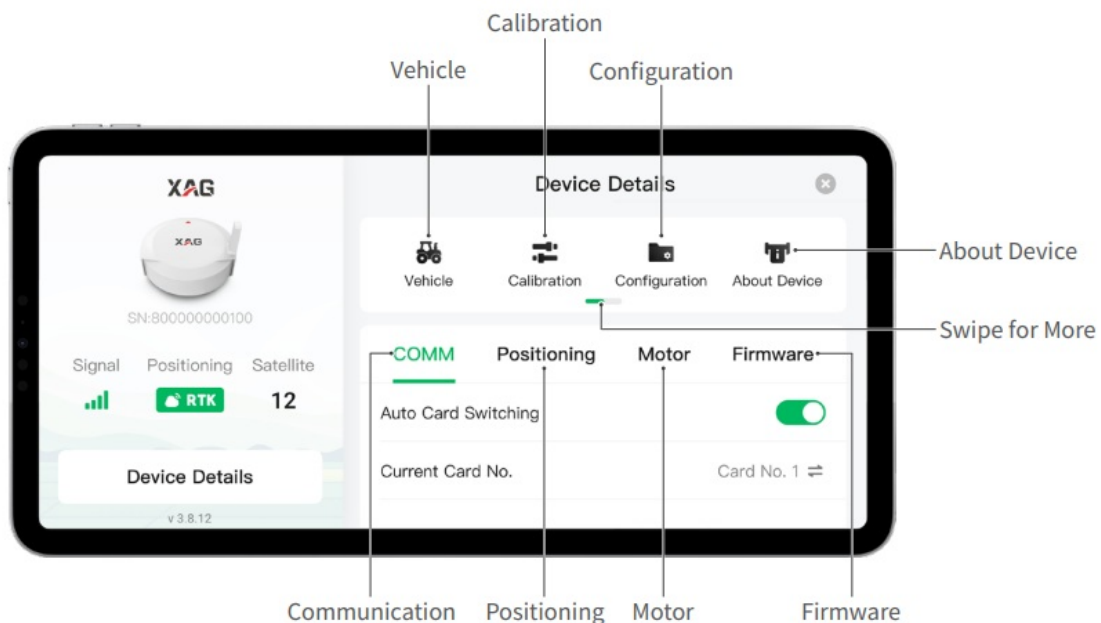 Calibration
Vehicle Configuration
XAG
Device Details
XAG
Vehicle Calibration Configuration About Device
About Device
SN:800000000100
Swipe for More
COMM Positioning Motor Firmware
Signal Positioning Satellite
RTK 12
Auto Card Switching
Current Card No. Card No. 1
Device Details
v 3.8.12
Communication Positioning Motor Firmware